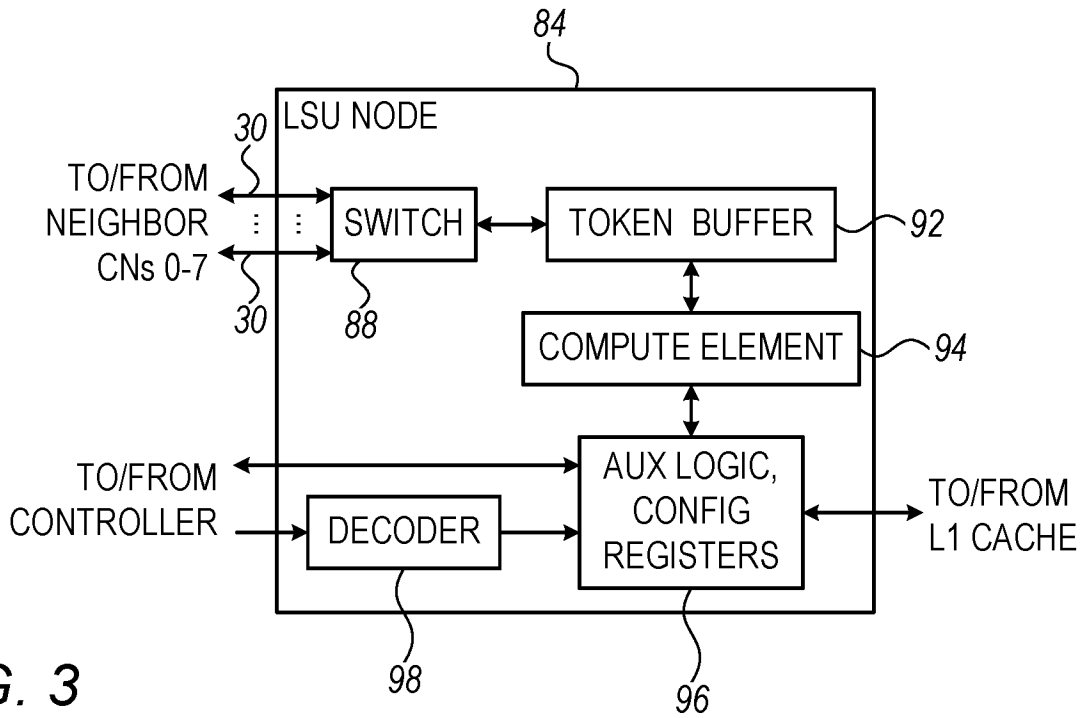 84
LSU NODE
30
TO/FROM
NEIGHBOR
CNs 0-7
... ...
30
SWITCH
88
TOKEN BUFFER
92
COMPUTE ELEMENT
94
TO/FROM
CONTROLLER
DECODER
98
AUX LOGIC,
CONFIG
REGISTERS
96
TO/FROM
L1 CACHE
G. 3